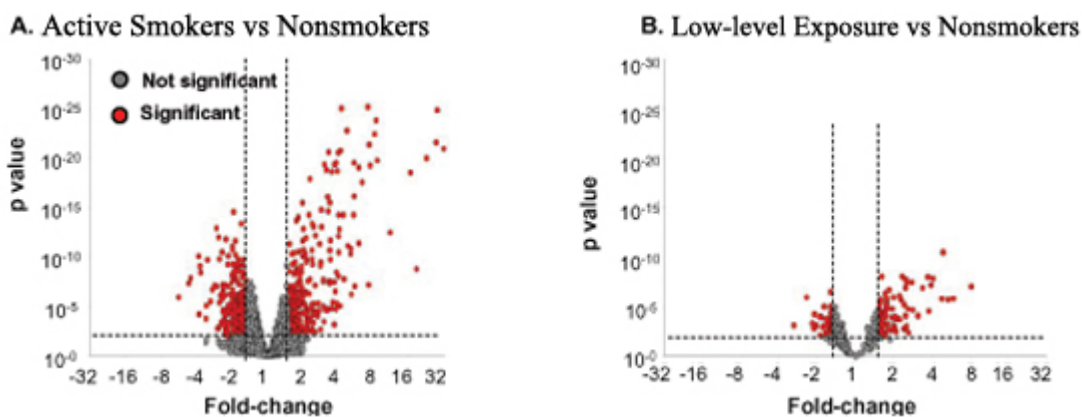 A. Active Smokers vs Nonsmokers
10-30
10-25
10-20
10-15
10-10
10-5
10-0
p value
Not significant
Significant
-32 -16 -8 -4 -2 1 2 4 8 16 32
Fold-change
B. Low-level Exposure vs Nonsmokers
10-30
10-25
10-20
10-15
10-10
10-5
10-0
p value
-32 -16 -8 -4 -2 1 2 4 8 16 32
Fold-change